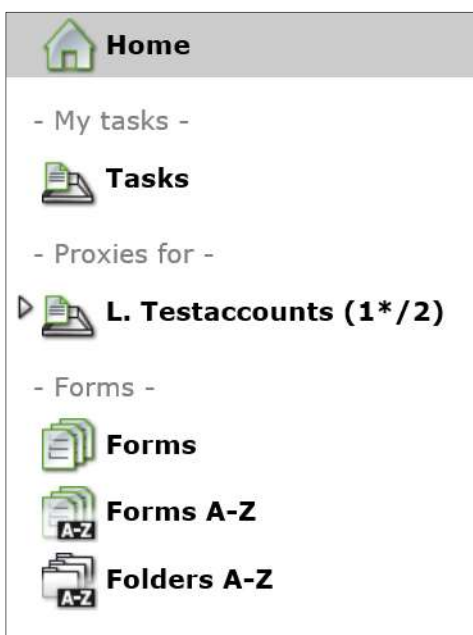 Home
- My tasks -
Tasks
- Proxies for -
L. Testaccounts (1*/2)
- Forms -
Forms
A-Z
Forms A-Z
A-Z
Folders A-Z